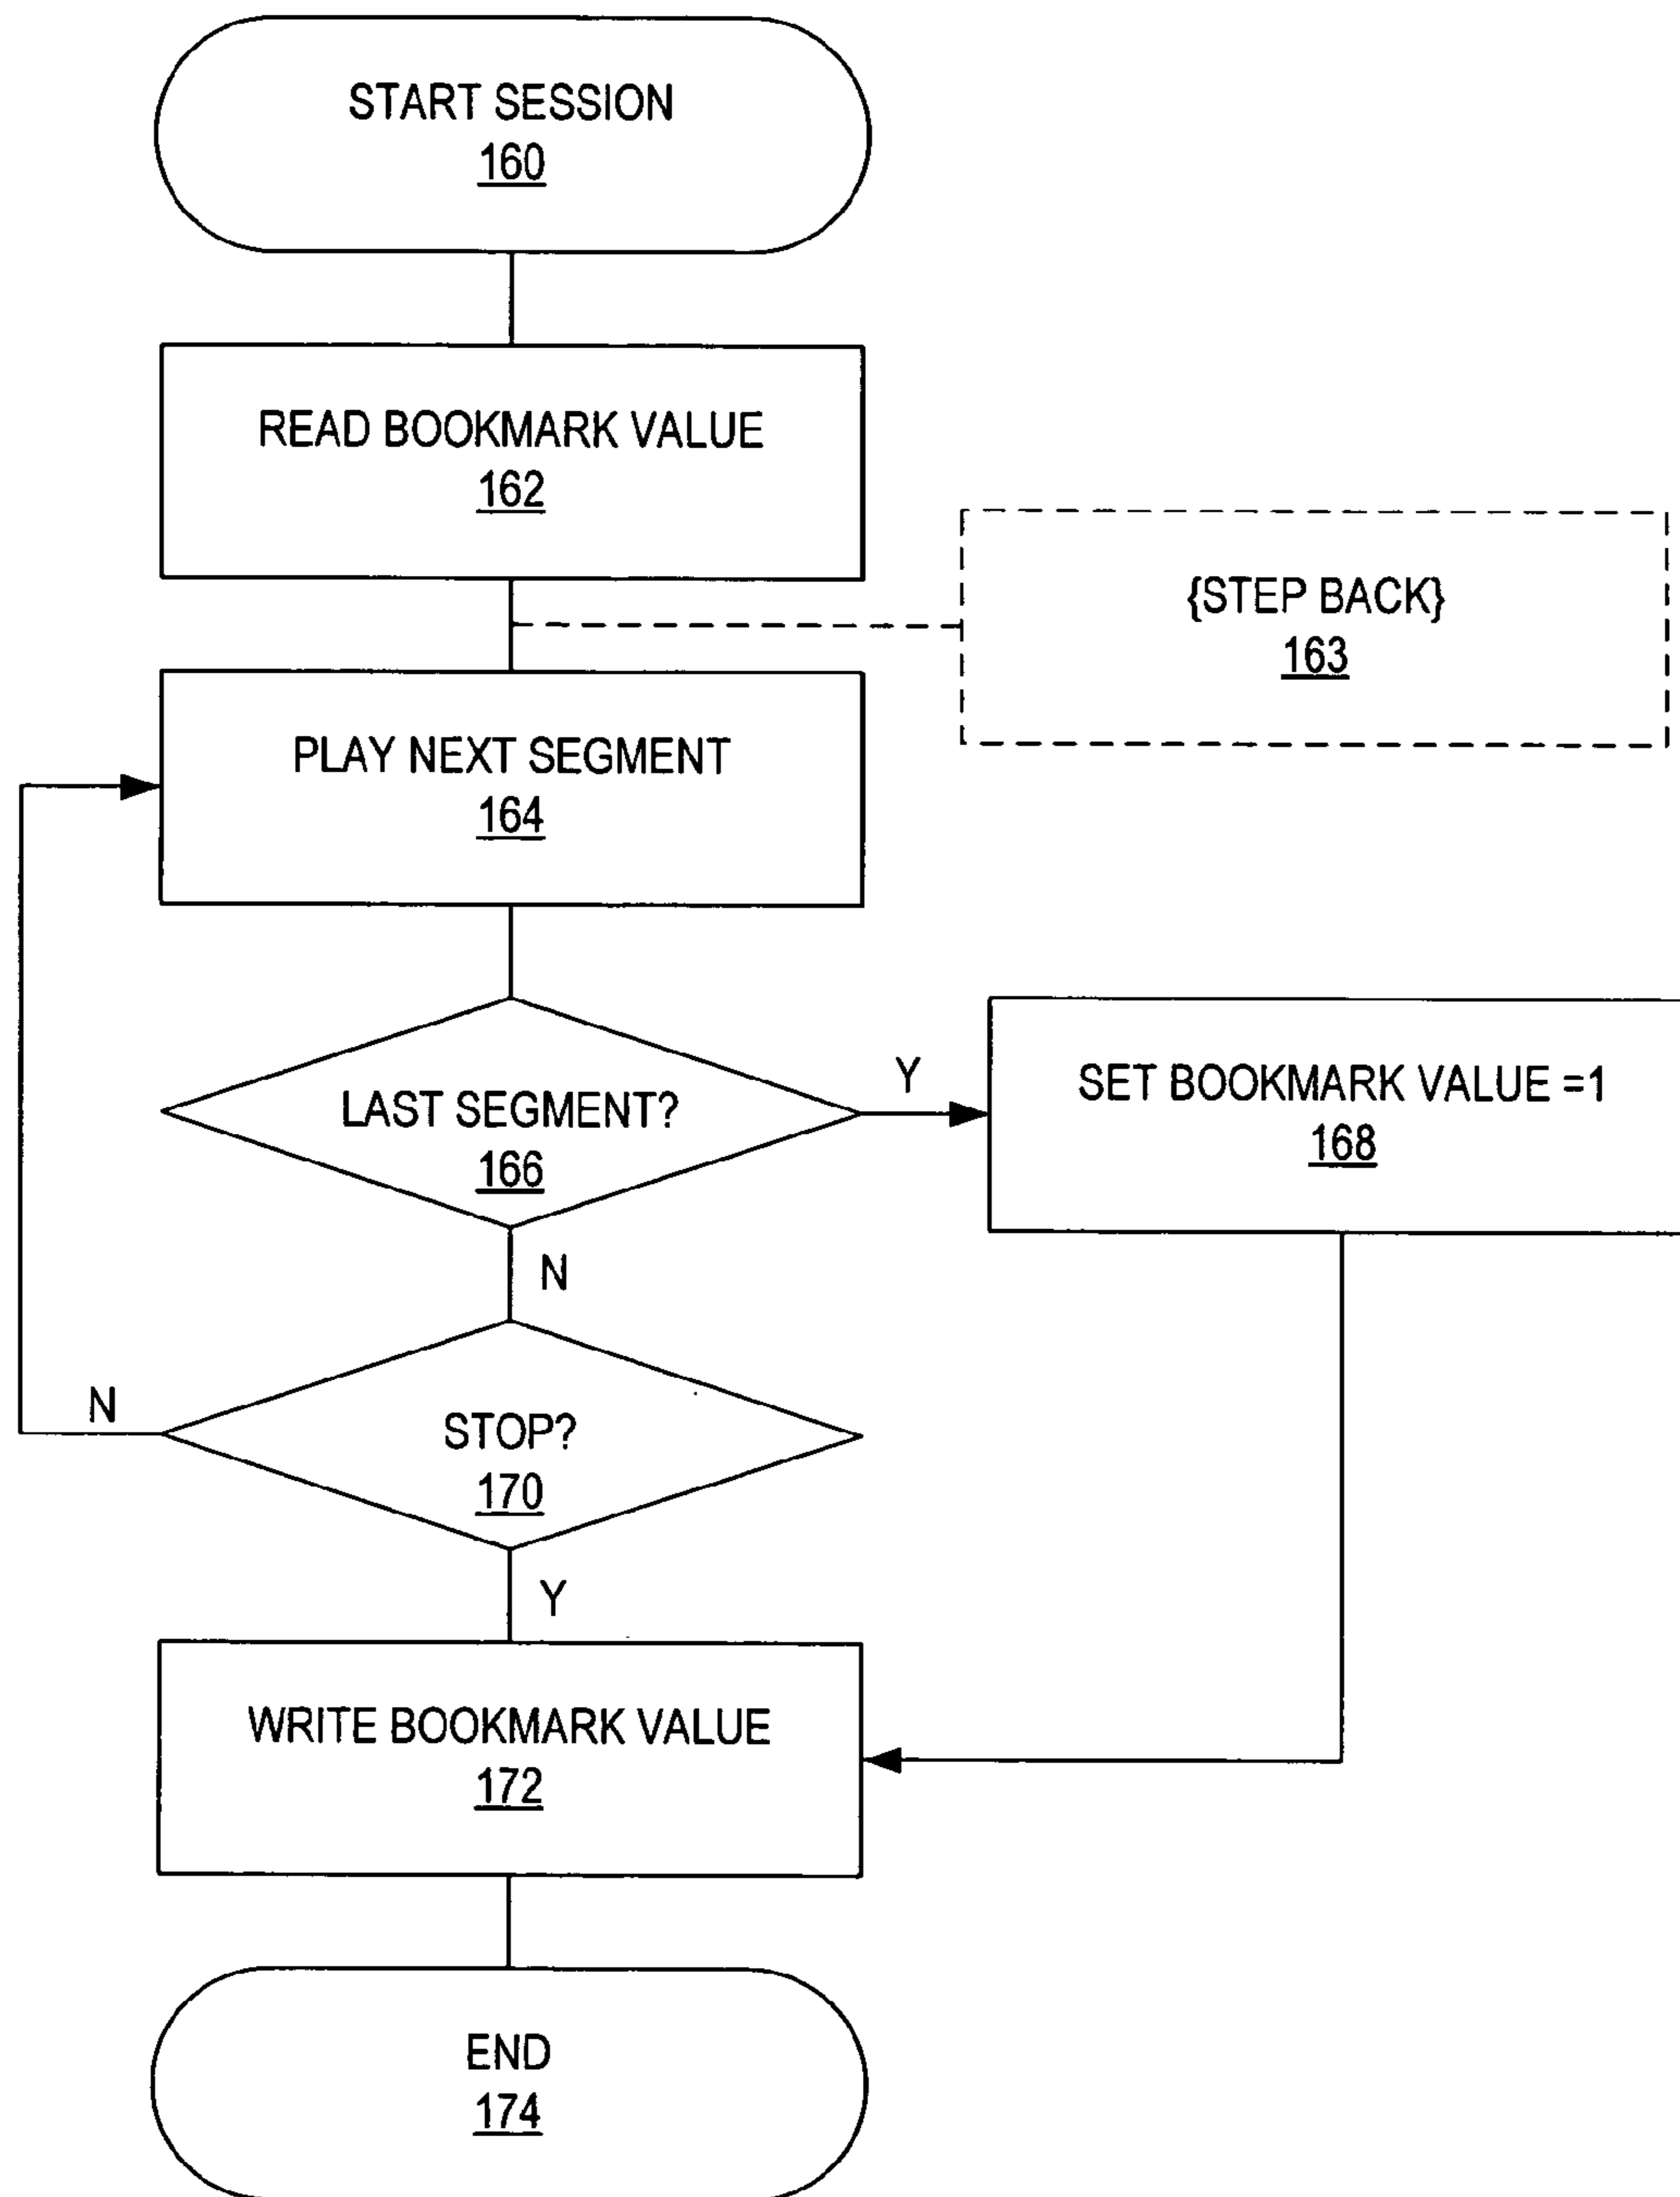 START SESSION
160
READ BOOKMARK VALUE
162
{STEP BACK}
163
PLAY NEXT SEGMENT
164
LAST SEGMENT?
166
Y
SET BOOKMARK VALUE =1
168
N
STOP?
170
N
Y
WRITE BOOKMARK VALUE
172
END
174